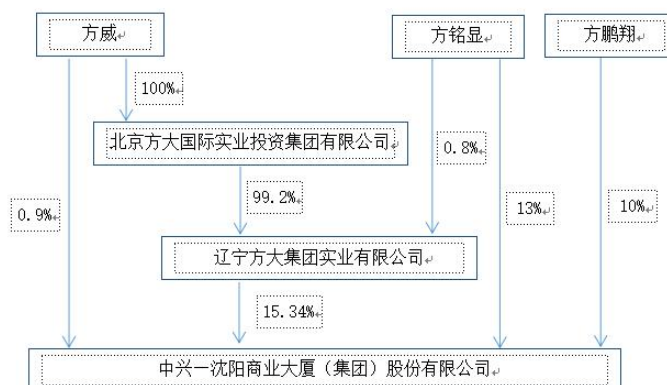 方威
方铭显
方鹏翔
100%
北京方大国际实业投资集团有限公司
0.8%
99.2%
0.9%
13%
10%
辽宁方大集团实业有限公司
15.34%
中兴一沈阳商业大厦（集团）股份有限公司